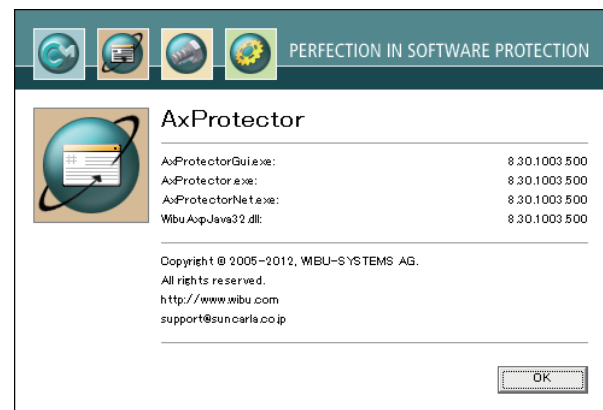 PERFECTION IN SOFTWARE PROTECTION
AxProtector
AxProtectorGui.exe: 8.30.1003.500
AxProtector.exe: 8.30.1003.500
AxProtectorNet.exe: 8.30.1003.500
WibuAxpJava32.dll: 8.30.1003.500
Copyright © 2005-2012, WIBU-SYSTEMS AG.
All rights reserved.
http://www.wibu.com
support@suncarla.co.jp
OK